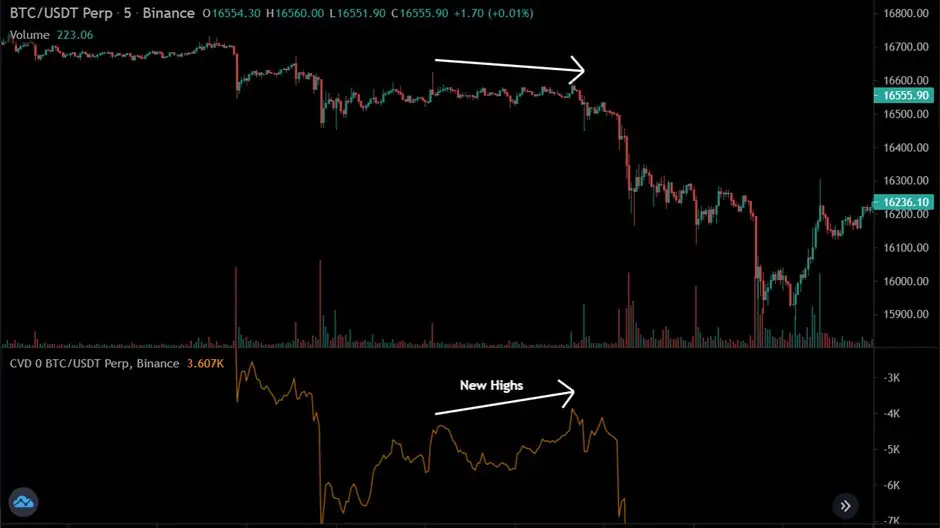 BTC/USDT Perp · 5 · Binance O16554.30 H16560.00 L16551.90 C16555.90 +1.70 (+0.01%)
Volume 223.06
16800.00
16700.00
16600.00
16555.90
16500.00
16400.00
16300.00
16236.10
16200.00
16100.00
16000.00
15900.00
CVD 0 BTC/USDT Perp, Binance 3.607K
New Highs
-3K
-4K
-5K
-6K
-7K